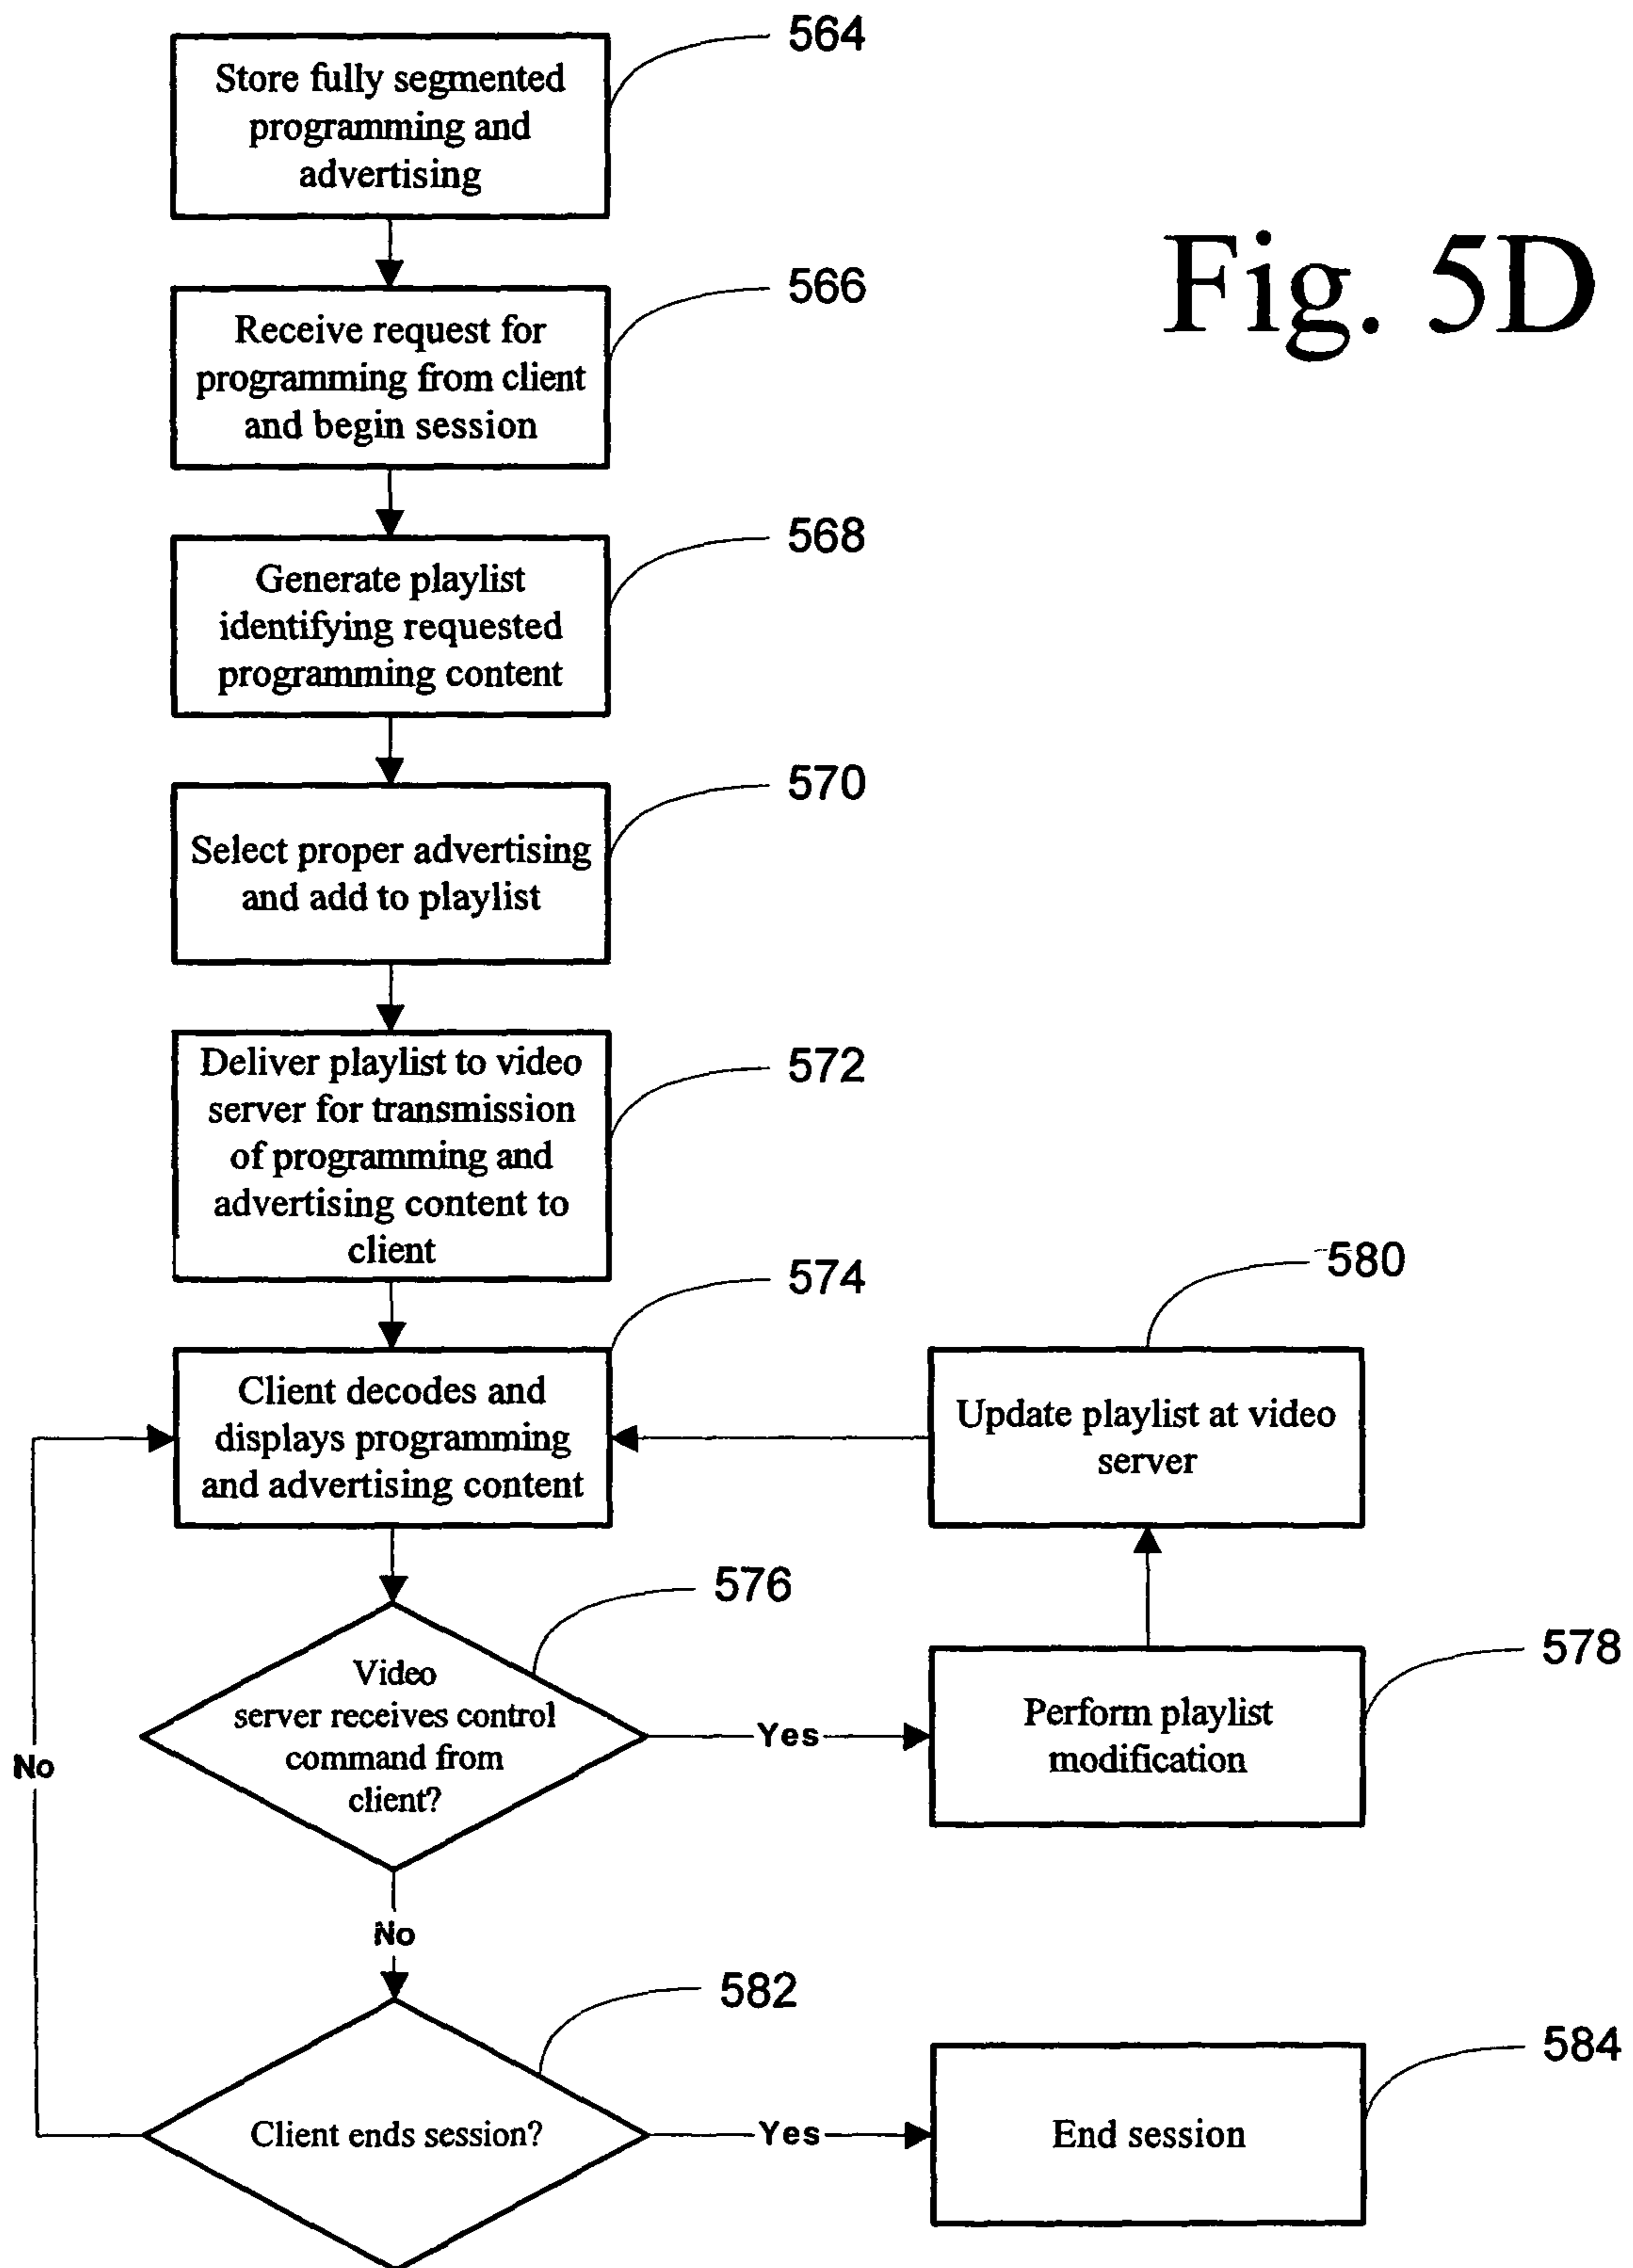 564
Store fully segmented
programming and
advertising
Fig. 5D
566
Receive request for
programming from client
and begin session
568
Generate playlist
identifying requested
programming content
570
Select proper advertising
and add to playlist
572
Deliver playlist to video
server for transmission
of programming and
advertising content to
client
574
Client decodes and
displays programming
and advertising content
580
Update playlist at video
server
576
Video
server receives control
command from
client?
Yes
578
Perform playlist
modification
No
No
582
Client ends session?
Yes
584
End session